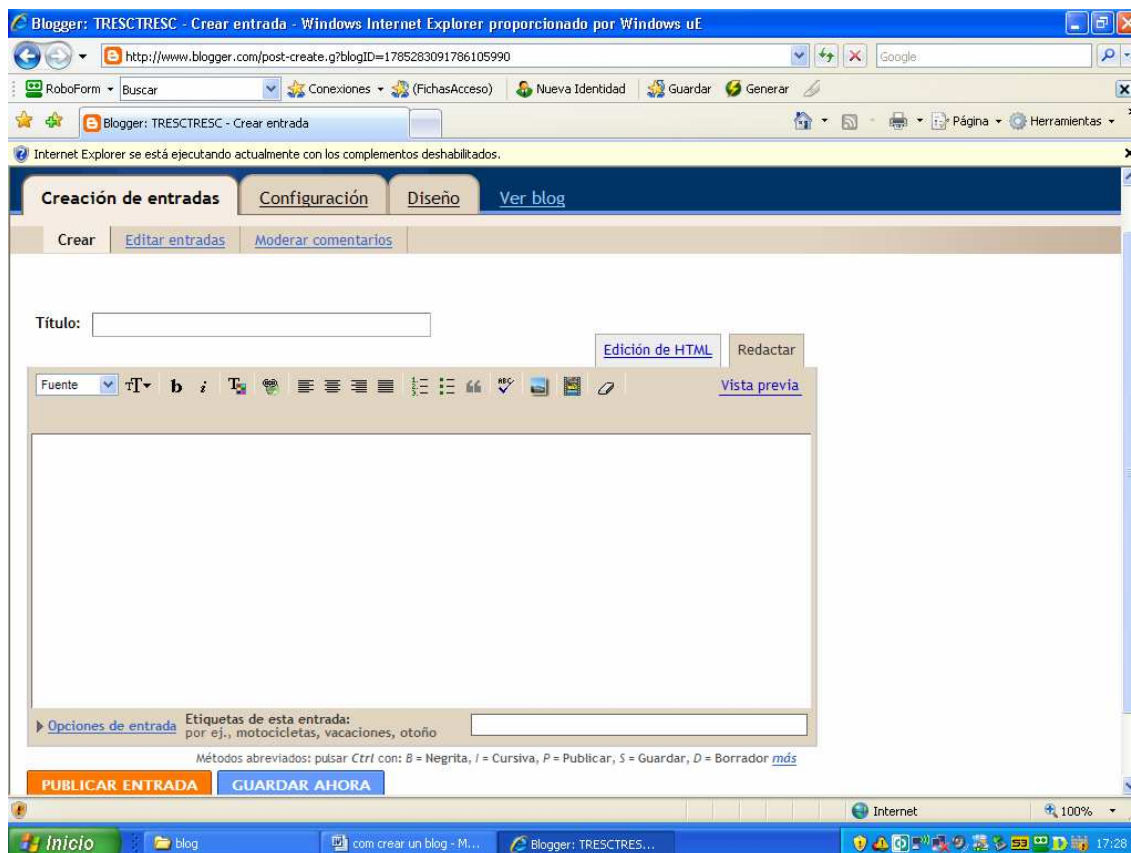 Blogger: TRESCTRESC - Crear entrada - Windows Internet Explorer proporcionado por Windows uE
http://www.blogger.com/post-create.g?blogID=1785283091786105990
Google
RoboForm Buscar Conexiones (FichasAcceso) Nueva Identidad Guardar Generar
Blogger: TRESCTRESC - Crear entrada Página Herramientas
Internet Explorer se está ejecutando actualmente con los complementos deshabilitados.
Creación de entradas Configuración Diseño Ver blog
Crear Editar entradas Moderar comentarios
Título:
Edición de HTML Redactar
Fuente b i ABC Vista previa
Opciones de entrada Etiquetas de esta entrada:
por ej., motocicletas, vacaciones, otoño
Métodos abreviados: pulsar Ctrl con: B = Negrita, I = Cursiva, P = Publicar, S = Guardar, D = Borrador más
PUBLICAR ENTRADA GUARDAR AHORA
Internet 100%
Inicio blog com crear un blog - M... Blogger: TRESCTRES... 17:28